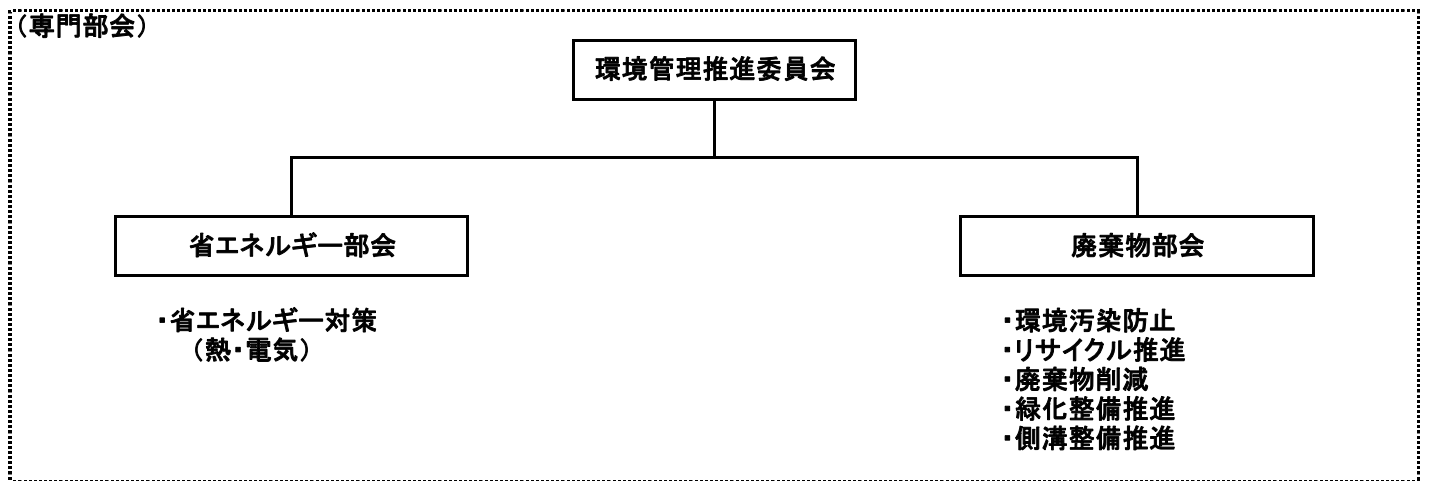 （専門部会）
環境管理推進委員会
省エネルギー部会
・省エネルギー対策
（熱・電気）
廃棄物部会
・環境汚染防止
・リサイクル推進
・廃棄物削減
・緑化整備推進
・側溝整備推進